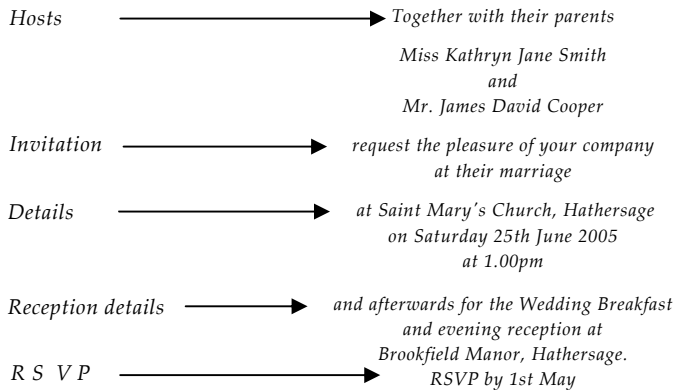 Hosts Together with their parents
Miss Kathryn Jane Smith
and
Mr. James David Cooper
Invitation request the pleasure of your company
at their marriage
Details at Saint Mary's Church, Hathersage
on Saturday 25th June 2005
at 1.00pm
Reception details and afterwards for the Wedding Breakfast
and evening reception at
Brookfield Manor, Hathersage.
R S V P RSVP by 1st May